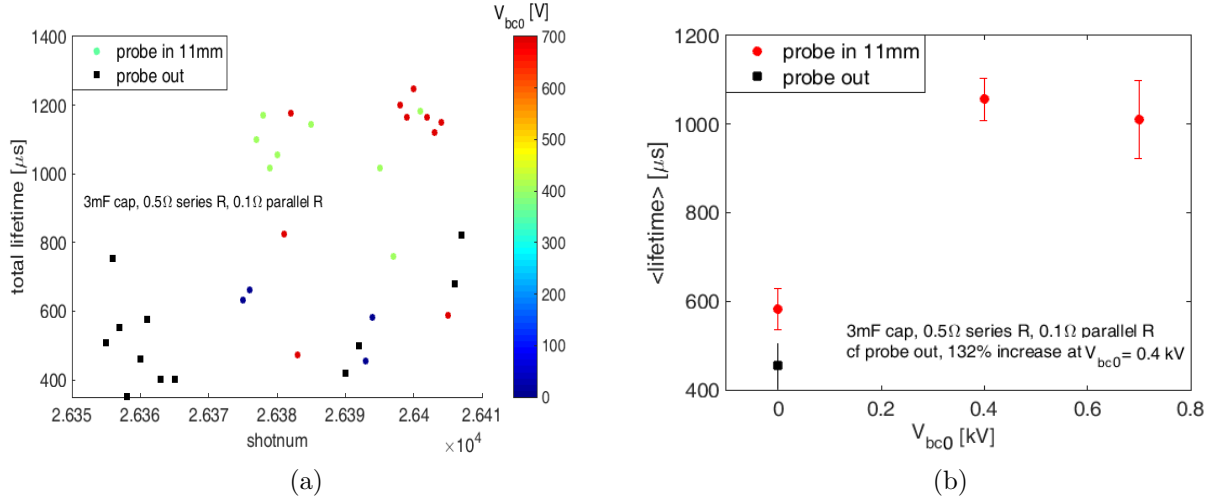 V_bc0 [V]
1400
1200
1000
800
600
400
total lifetime [μs]
probe in 11mm
probe out
3mF cap, 0.5Ω series R, 0.1Ω parallel R
2.635 2.636 2.637 2.638 2.639 2.64 2.641
×10^4
shotnum
700
600
500
400
300
200
100
0
(a)
1200
1000
800
600
400
<lifetime> [μs]
probe in 11mm
probe out
3mF cap, 0.5Ω series R, 0.1Ω parallel R
cf probe out, 132% increase at V_bc0 = 0.4 kV
0 0.2 0.4 0.6 0.8
V_bc0 [kV]
(b)